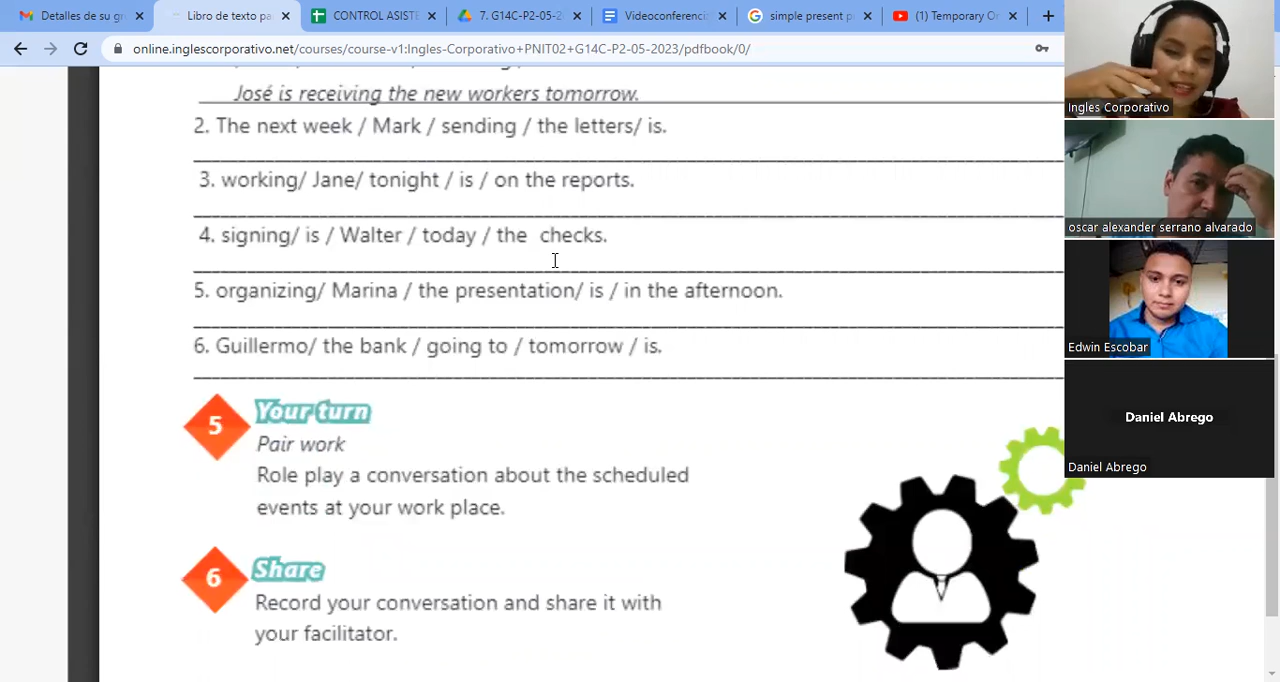 Detalles de su gr
Libro de texto pa
CONTROL ASIST
7. G14C-P2-05-2
Videoconferenci
simple present p
(1) Temporary O
online.inglescorporativo.net/courses/course-v1:Ingles-Corporativo+PNIT02+G14C-P2-05-2023/pdfbook/0/
José is receiving the new workers tomorrow.
2. The next week / Mark / sending / the letters/ is.
3. working/ Jane/ tonight / is / on the reports.
4. signing/ is / Walter / today / the checks.
5. organizing/ Marina / the presentation/ is / in the afternoon.
6. Guillermo/ the bank / going to / tomorrow / is.
5
Your turn
Pair work
Role play a conversation about the scheduled
events at your work place.
6
Share
Record your conversation and share it with
your facilitator.
Ingles Corporativo
oscar alexander serrano alvarado
Edwin Escobar
Daniel Abrego
Daniel Abrego